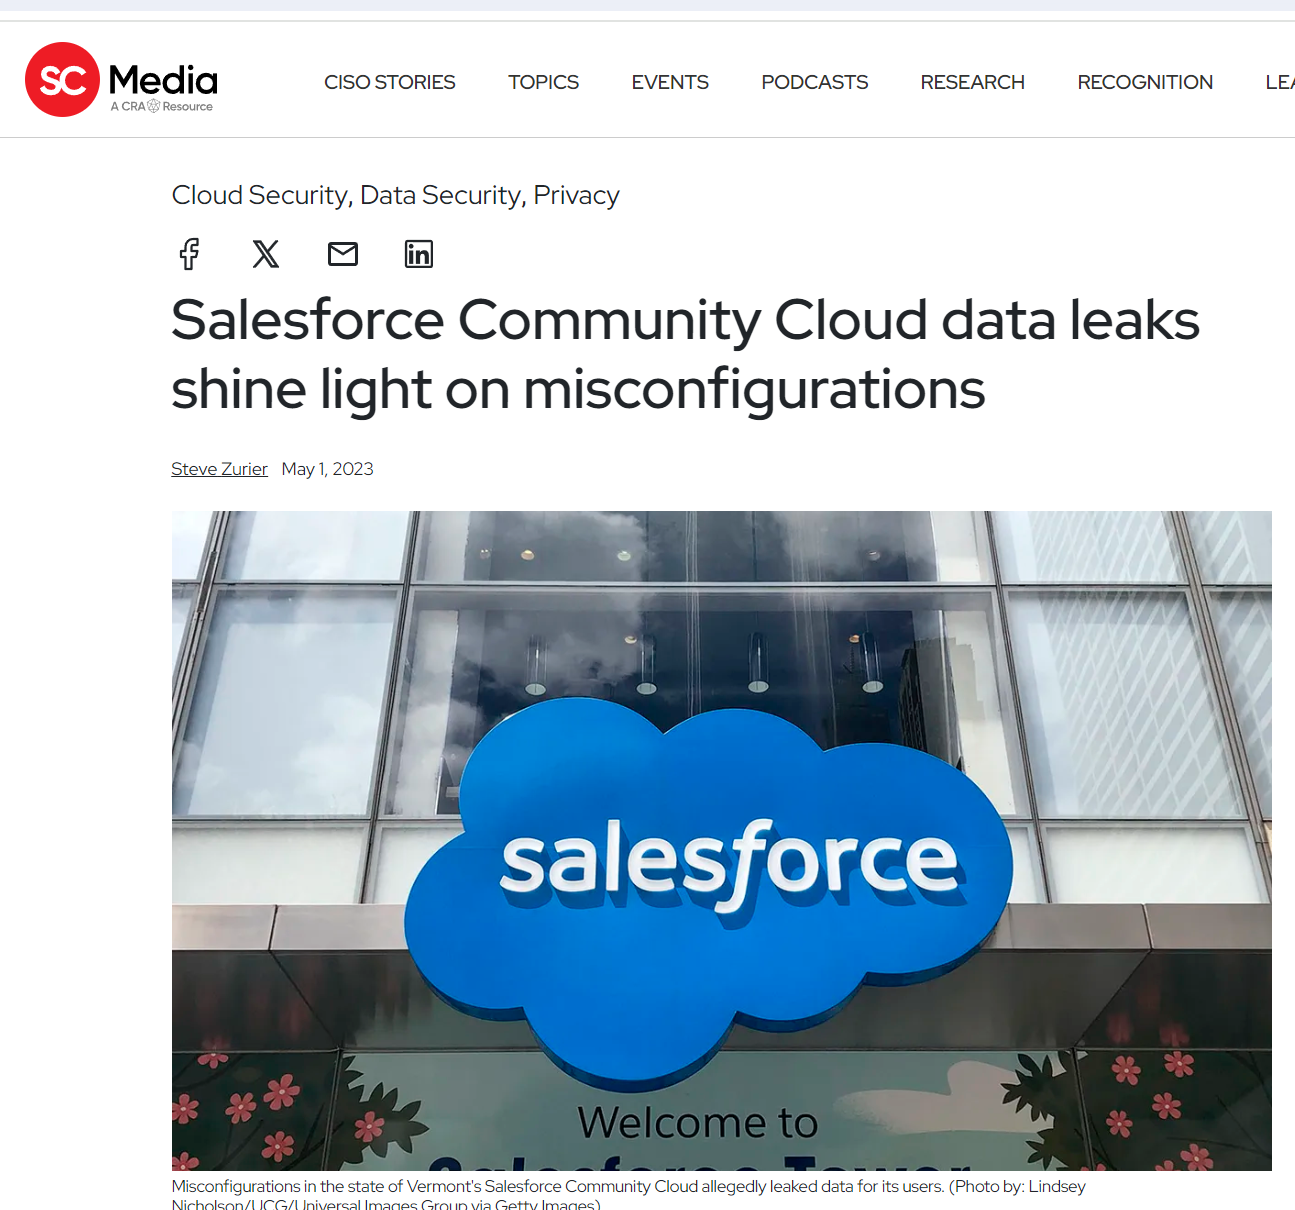 SC Media
A CRA Resource
CISO STORIES TOPICS EVENTS PODCASTS RESEARCH RECOGNITION
Cloud Security, Data Security, Privacy
Salesforce Community Cloud data leaks
shine light on misconfigurations
Steve Zurier May 1, 2023
salesforce
Welcome to
Salesforce Tower
Misconfigurations in the state of Vermont's Salesforce Community Cloud allegedly leaked data for its users. (Photo by: Lindsey
Nicholson/UCG/Universal Images Group via Getty Images)